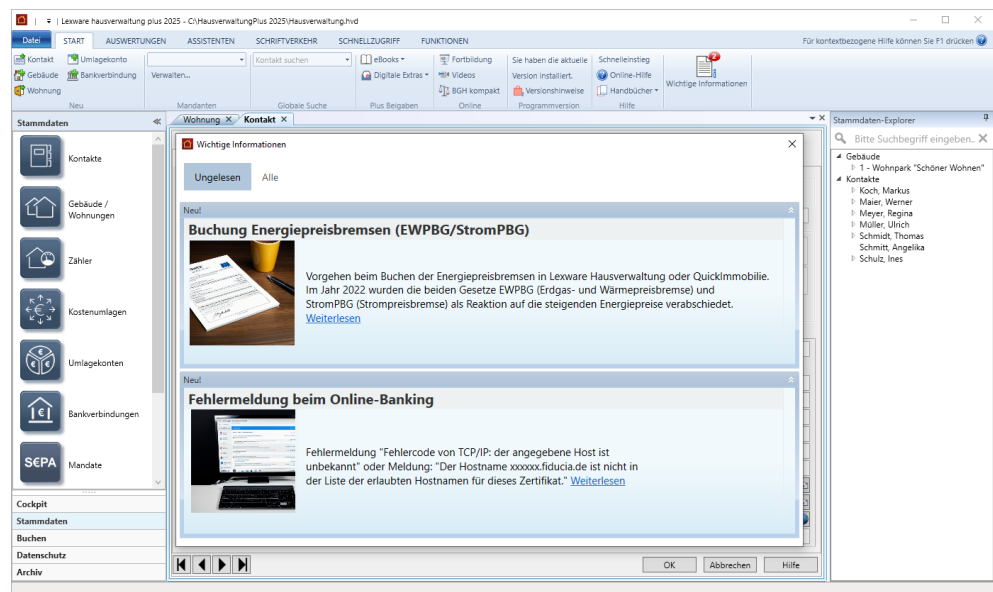 Lexware hausverwaltung plus 2025 - C:\HausverwaltungPlus 2025\Hausverwaltung.hvd
Datei START AUSWERTUNGEN ASSISTENTEN SCHRIFTVERKEHR SCHNELLZUGRIFF FUNKTIONEN Für kontextbezogene Hilfe können Sie F1 drücken
Kontakt Umlagekonto Kontakt suchen eBooks Fortbildung Sie haben die aktuelle Schnelleinstieg 2
Gebäude Bankverbindung Verwalten... Digitale Extras Videos Version installiert. Online-Hilfe Wichtige Informationen
Wohnung BGH kompakt Versionshinweise Handbücher
Neu Mandanten Globale Suche Plus Beigaben Online Programmversion Hilfe
Stammdaten
Kontakte
Gebäude /
Wohnungen
Zähler
Kostenumlagen
Umlagekonten
Bankverbindungen
S€PA Mandate
Cockpit
Stammdaten
Buchen
Datenschutz
Archiv
Wohnung Kontakt
Wichtige Informationen
Ungelesen Alle
Neu!
Buchung Energiepreisbremsen (EWPBG/StromPBG)
Vorgehen beim Buchen der Energiepreisbremsen in Lexware Hausverwaltung oder QuickImmobilie.
Im Jahr 2022 wurden die beiden Gesetze EWPBG (Erdgas- und Wärmepreisbremse) und
StromPBG (Strompreisbremse) als Reaktion auf die steigenden Energiepreise verabschiedet.
Weiterlesen
Neu!
Fehlermeldung beim Online-Banking
Fehlermeldung "Fehlercode von TCP/IP: der angegebene Host ist
unbekannt" oder Meldung: "Der Hostname xxxxxx.fiducia.de ist nicht in
der Liste der erlaubten Hostnamen für dieses Zertifikat." Weiterlesen
OK Abbrechen Hilfe
Stammdaten-Explorer
Bitte Suchbegriff eingeben..
Gebäude
1 - Wohnpark "Schöner Wohnen"
Kontakte
Koch, Markus
Maier, Werner
Meyer, Regina
Müller, Ulrich
Schmidt, Thomas
Schmitt, Angelika
Schulz, Ines